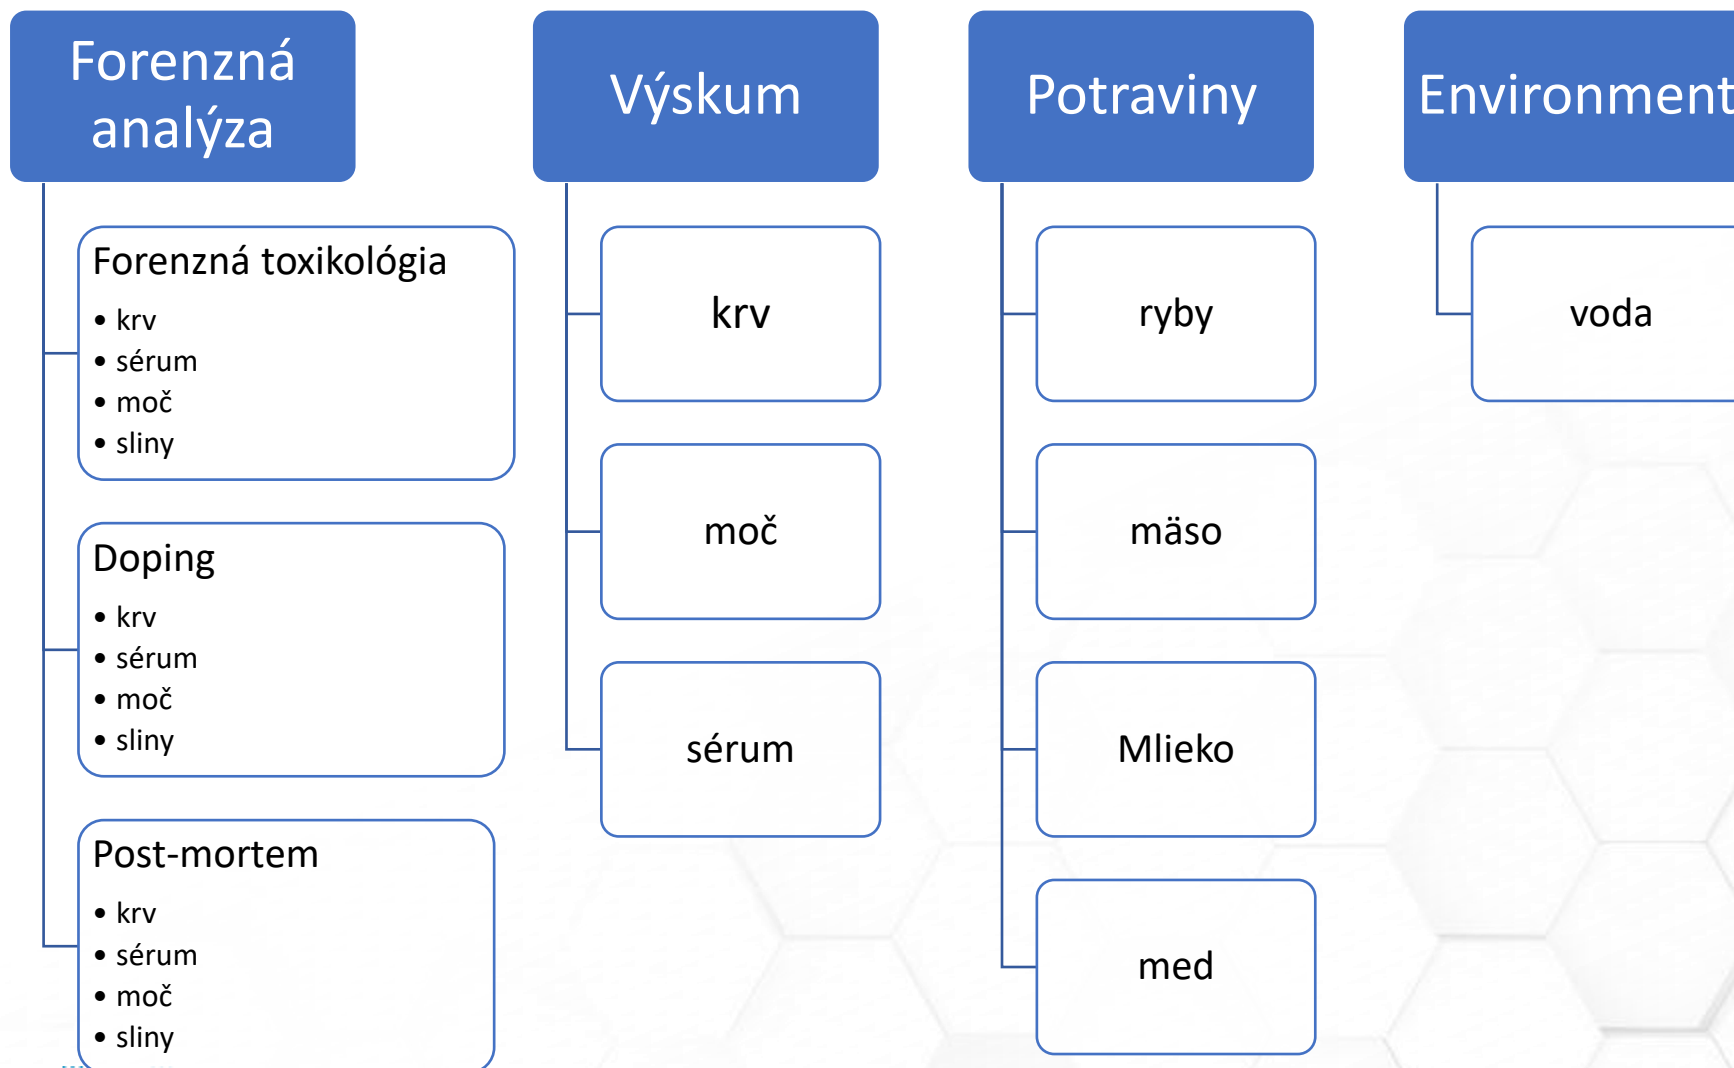 Forenzná
analýza
Forenzná toxikológia
• krv
• sérum
• moč
• sliny
Doping
• krv
• sérum
• moč
• sliny
Post-mortem
• krv
• sérum
• moč
• sliny
Výskum
krv
moč
sérum
Potraviny
ryby
mäso
Mlieko
med
Environment
voda